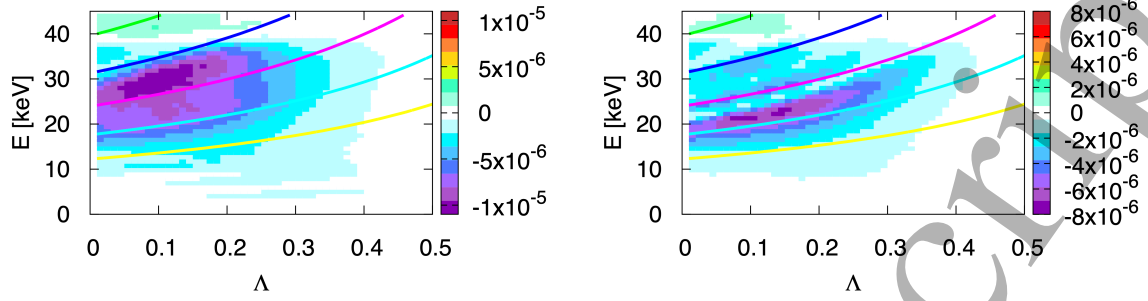 40
30
20
10
0
E [keV]
0 0.1 0.2 0.3 0.4 0.5
Λ
1x10⁻⁵
5x10⁻⁶
0
-5x10⁻⁶
-1x10⁻⁵
40
30
20
10
0
E [keV]
0 0.1 0.2 0.3 0.4 0.5
Λ
8x10⁻⁶
6x10⁻⁶
4x10⁻⁶
2x10⁻⁶
0
-2x10⁻⁶
-4x10⁻⁶
-6x10⁻⁶
-8x10⁻⁶
crip